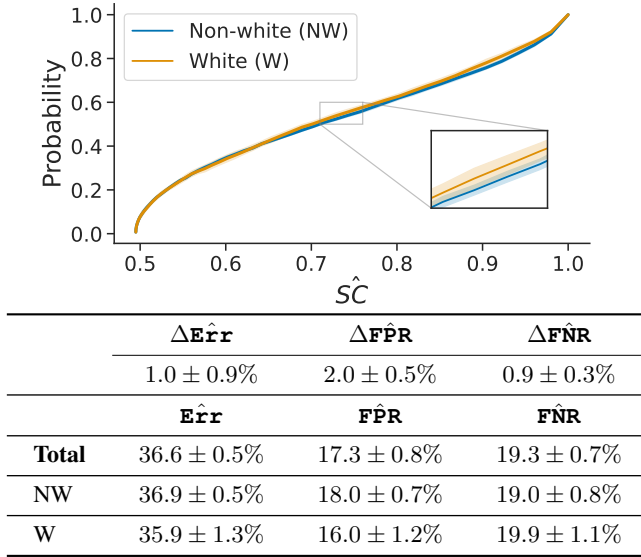 1.0
0.8
0.6
0.4
0.2
0.0
Probability
Non-white (NW)
White (W)
0.5 0.6 0.7 0.8 0.9 1.0
SĈ
ΔEr̂r ΔFP̂R ΔFN̂R
1.0 ± 0.9% 2.0 ± 0.5% 0.9 ± 0.3%
Er̂r FP̂R FN̂R
Total 36.6 ± 0.5% 17.3 ± 0.8% 19.3 ± 0.7%
NW 36.9 ± 0.5% 18.0 ± 0.7% 19.0 ± 0.8%
W 35.9 ± 1.3% 16.0 ± 1.2% 19.9 ± 1.1%